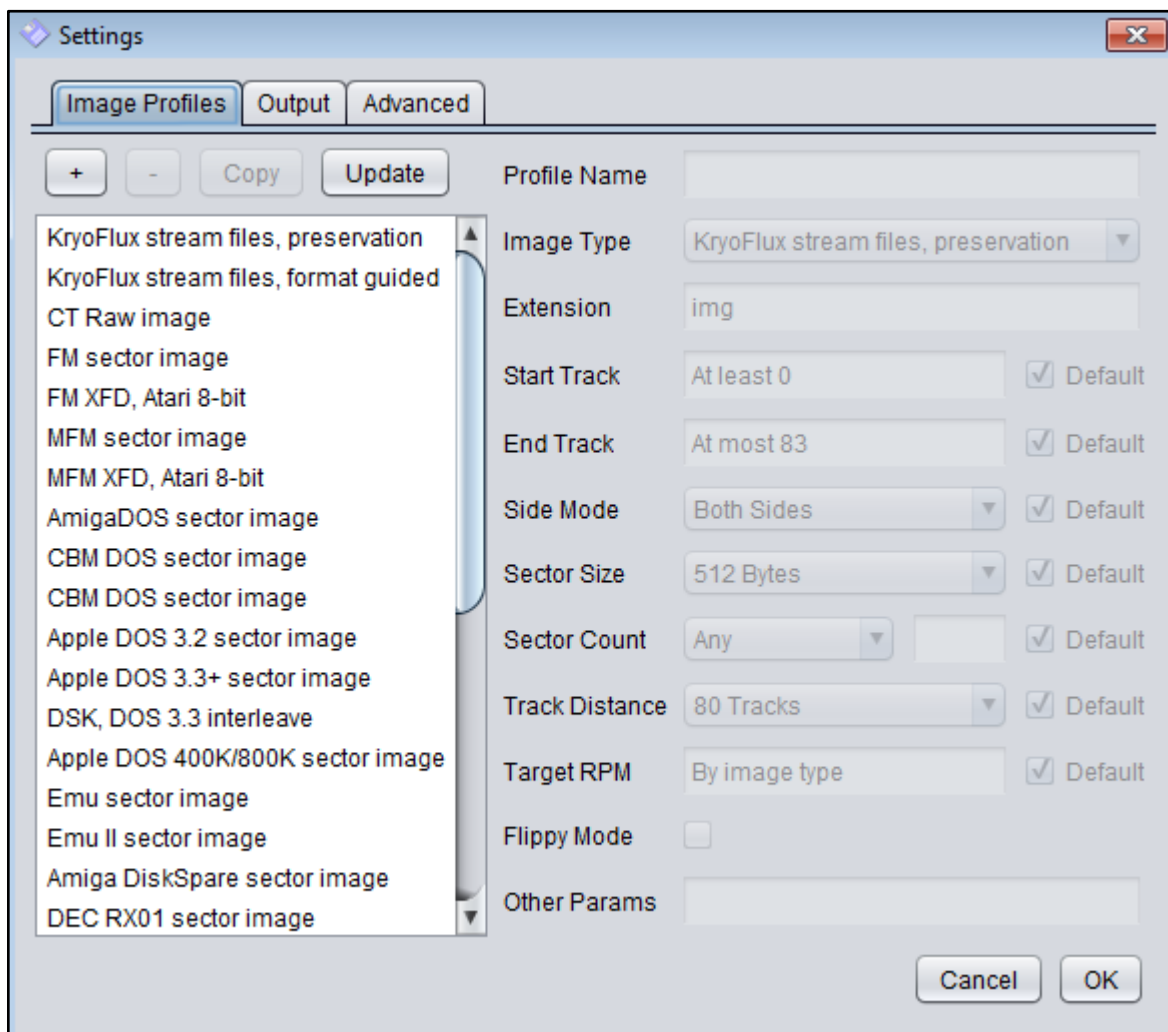 Settings
Image Profiles Output Advanced
+ - Copy Update
KryoFlux stream files, preservation
KryoFlux stream files, format guided
CT Raw image
FM sector image
FM XFD, Atari 8-bit
MFM sector image
MFM XFD, Atari 8-bit
AmigaDOS sector image
CBM DOS sector image
CBM DOS sector image
Apple DOS 3.2 sector image
Apple DOS 3.3+ sector image
DSK, DOS 3.3 interleave
Apple DOS 400K/800K sector image
Emu sector image
Emu II sector image
Amiga DiskSpare sector image
DEC RX01 sector image
Profile Name
Image Type KryoFlux stream files, preservation
Extension img
Start Track At least 0 Default
End Track At most 83 Default
Side Mode Both Sides Default
Sector Size 512 Bytes Default
Sector Count Any Default
Track Distance 80 Tracks Default
Target RPM By image type Default
Flippy Mode
Other Params
Cancel OK